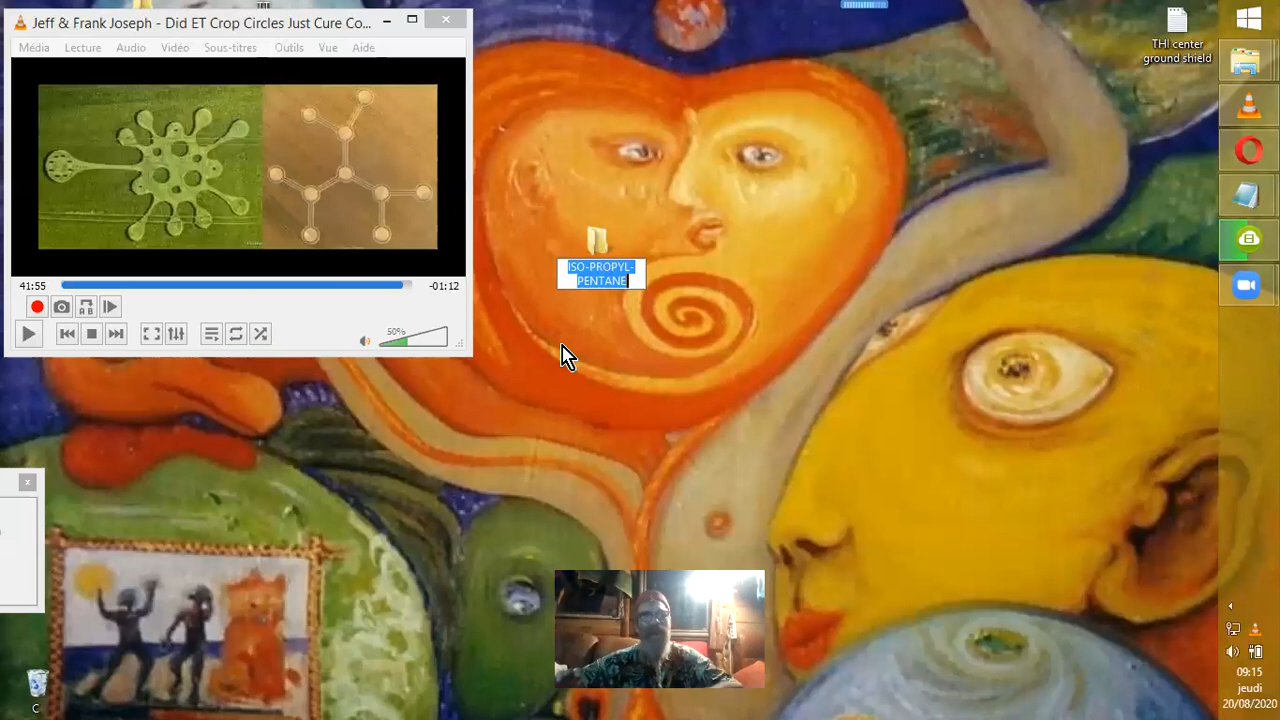 Jeff & Frank Joseph - Did ET Crop Circles Just Cure Co...
Média Lecture Audio Vidéo Sous-titres Outils Vue Aide
41:55
-01:12
50%
ISO-PROPYL-
PENTANE
THI center
ground shield
C
09:15
jeudi
20/08/2020